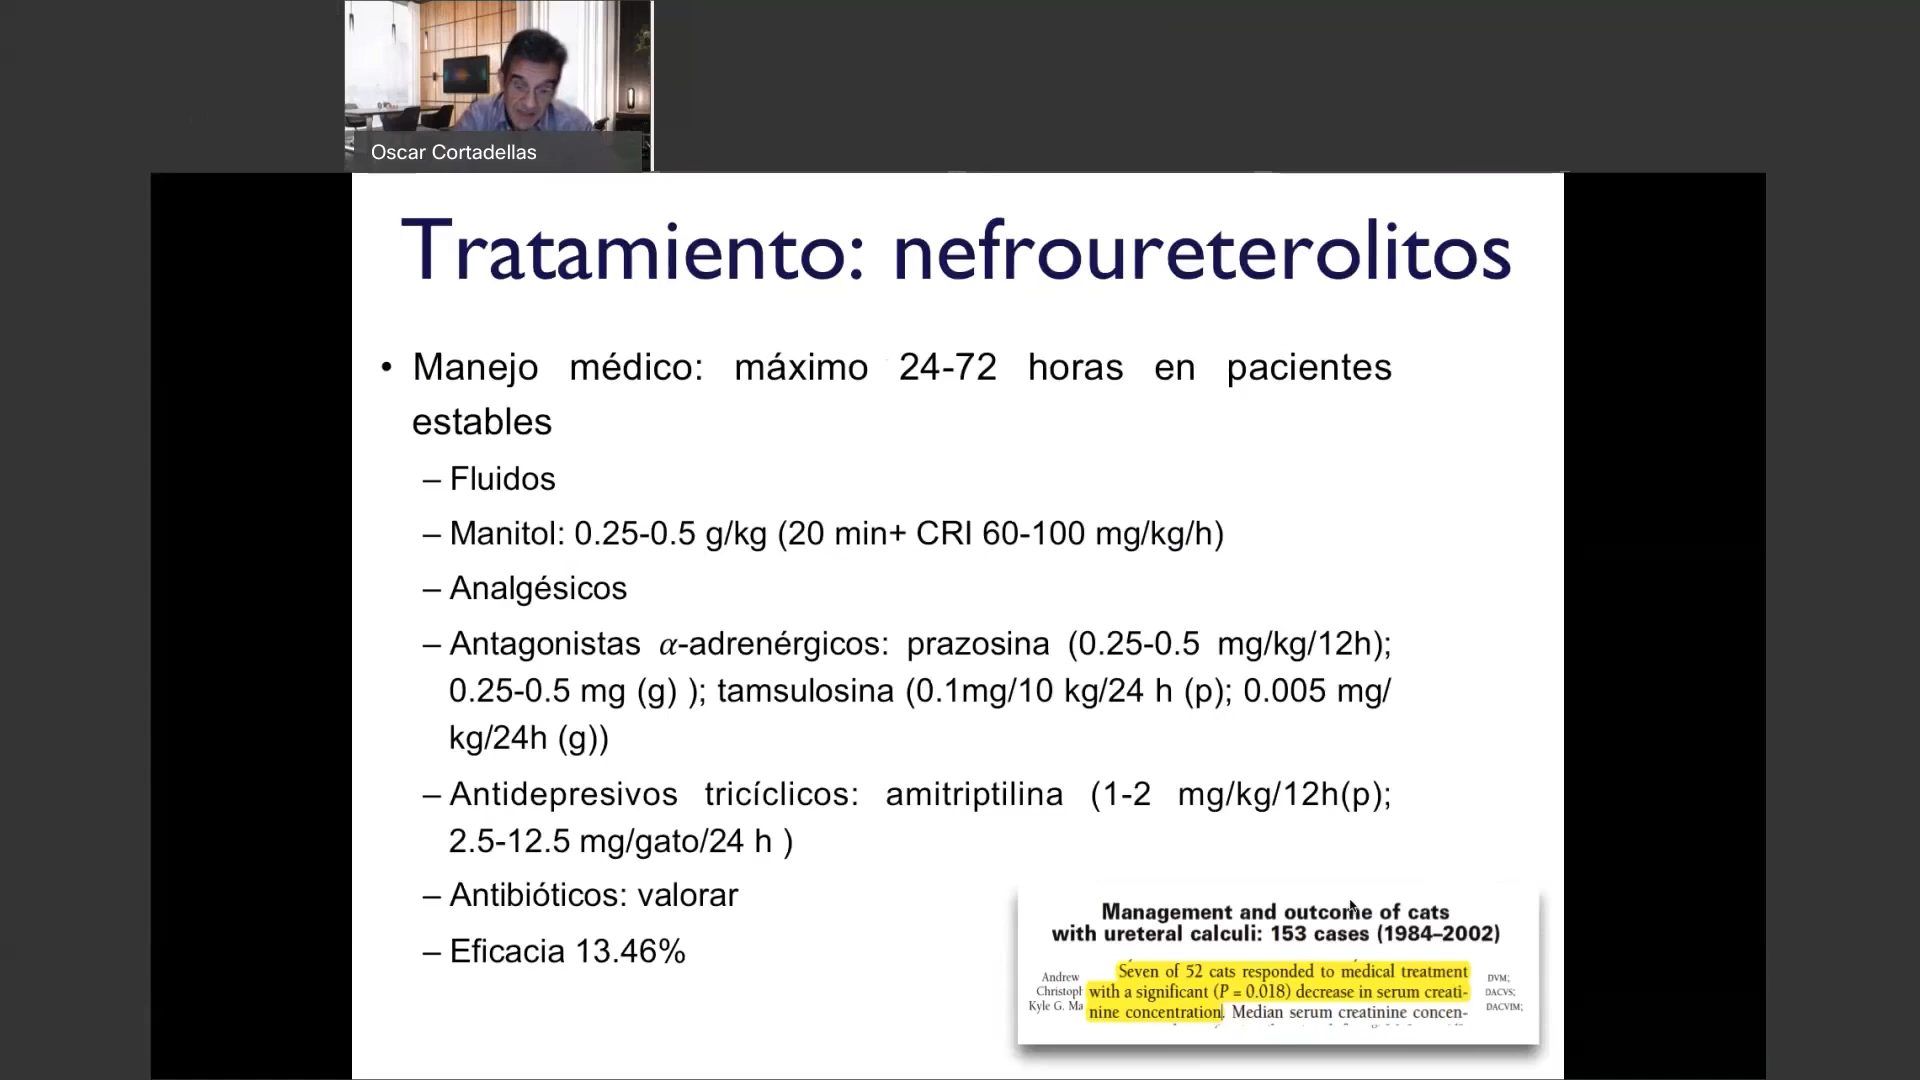 Oscar Cortadellas
Tratamiento: nefroureterolitos
• Manejo médico: máximo 24-72 horas en pacientes
estables
– Fluidos
– Manitol: 0.25-0.5 g/kg (20 min+ CRI 60-100 mg/kg/h)
– Analgésicos
– Antagonistas α-adrenérgicos: prazosina (0.25-0.5 mg/kg/12h);
0.25-0.5 mg (g) ); tamsulosina (0.1mg/10 kg/24 h (p); 0.005 mg/
kg/24h (g))
– Antidepresivos tricíclicos: amitriptilina (1-2 mg/kg/12h(p);
2.5-12.5 mg/gato/24 h )
– Antibióticos: valorar
– Eficacia 13.46%
Management and outcome of cats
with ureteral calculi: 153 cases (1984–2002)
Andrew
Christoph
Kyle G. Ma
Seven of 52 cats responded to medical treatment
with a significant (P = 0.018) decrease in serum creati-
nine concentration. Median serum creatinine concen-
DVM;
DACVS;
DACVIM;